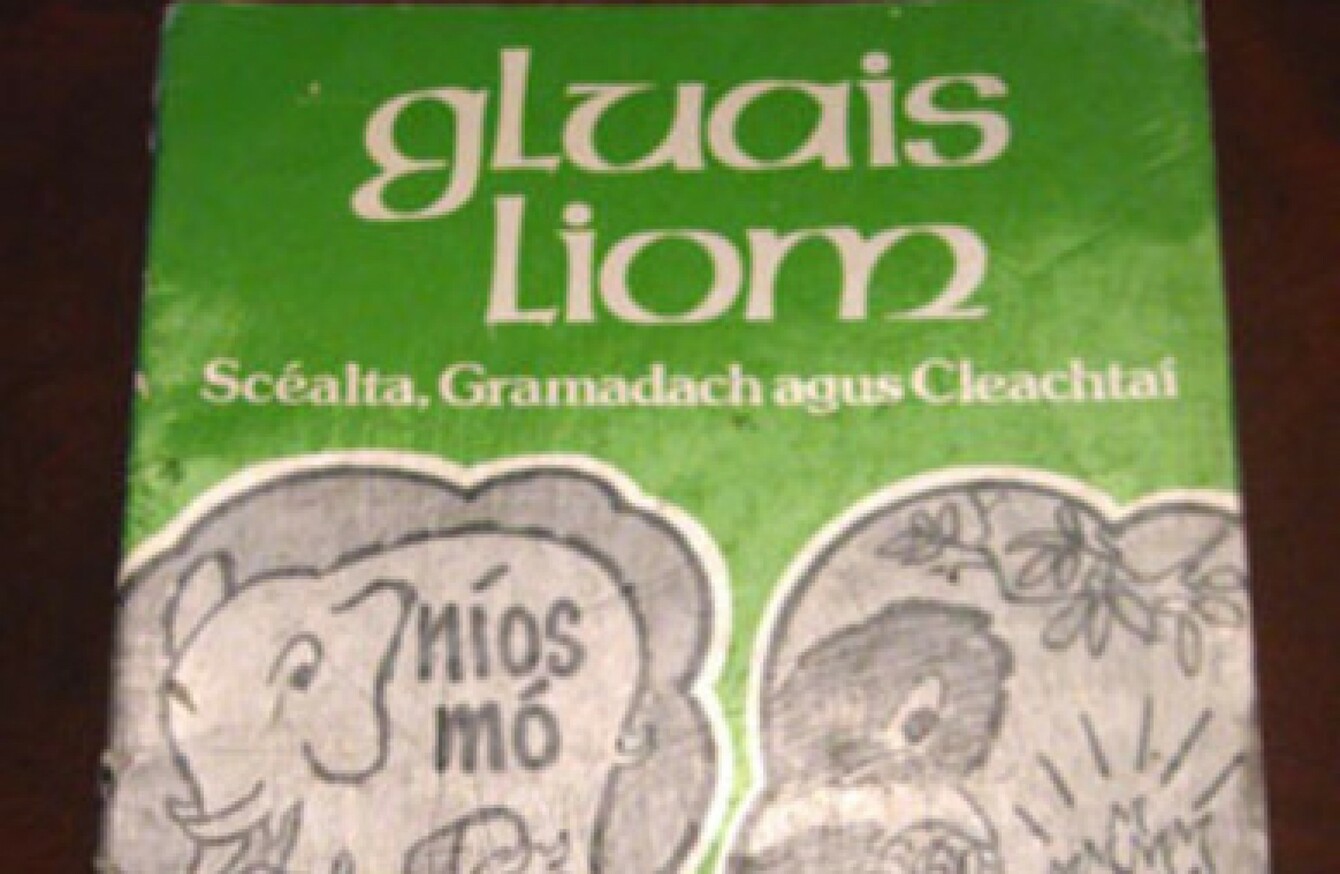 gluais
liom
Scéalta, Gramadach agus Cleachtaí
níos
mó